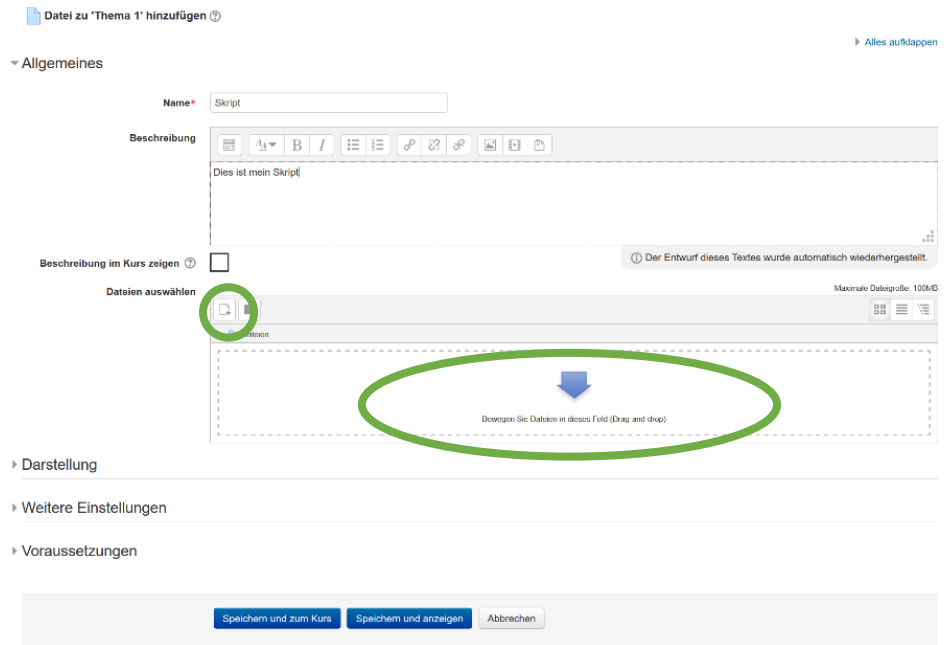 Datei zu 'Thema 1' hinzufügen
Alles aufklappen
Allgemeines
Name*
Skript
Beschreibung
Dies ist mein Skript
Beschreibung im Kurs zeigen
Der Entwurf dieses Textes wurde automatisch wiederhergestellt.
Dateien auswählen
Maximale Dateigröße: 100MB
Bewegen Sie Dateien in dieses Feld (Drag and drop)
Darstellung
Weitere Einstellungen
Voraussetzungen
Speichern und zum Kurs
Speichern und anzeigen
Abbrechen